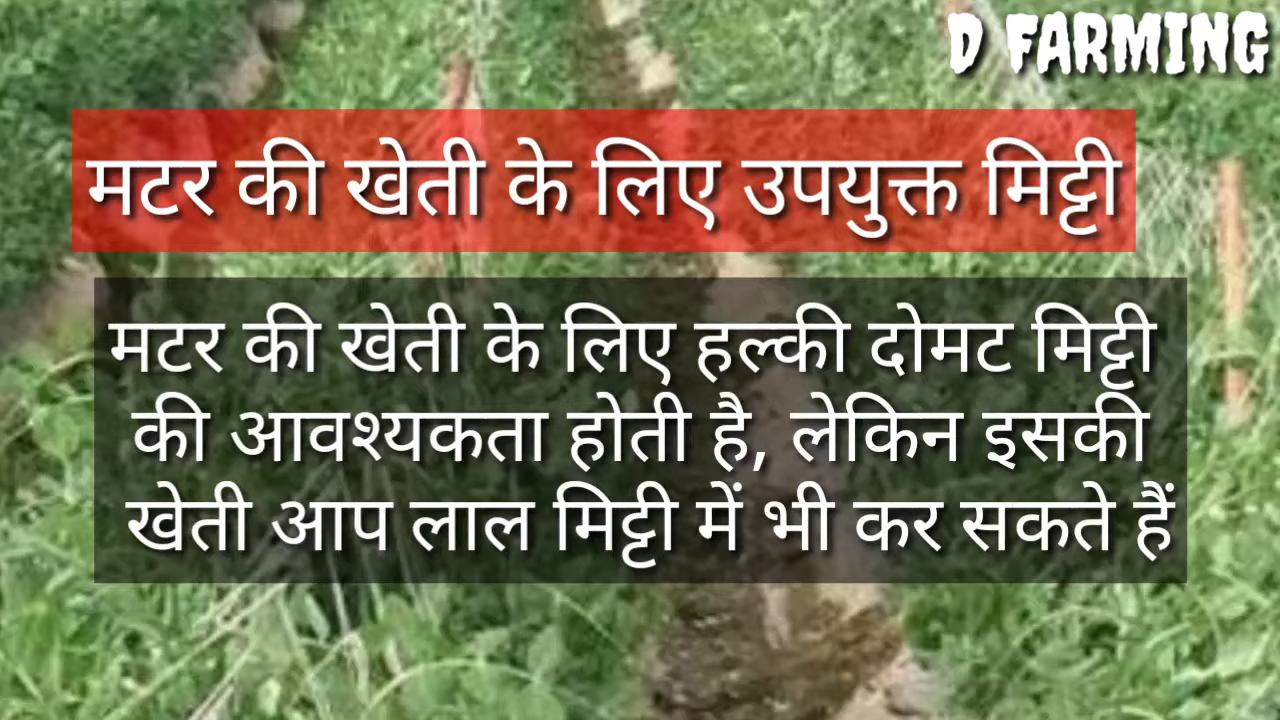 D FARMING
मटर की खेती के लिए उपयुक्त मिट्टी
मटर की खेती के लिए हल्की दोमट मिट्टी
की आवश्यकता होती है, लेकिन इसकी
खेती आप लाल मिट्टी में भी कर सकते हैं